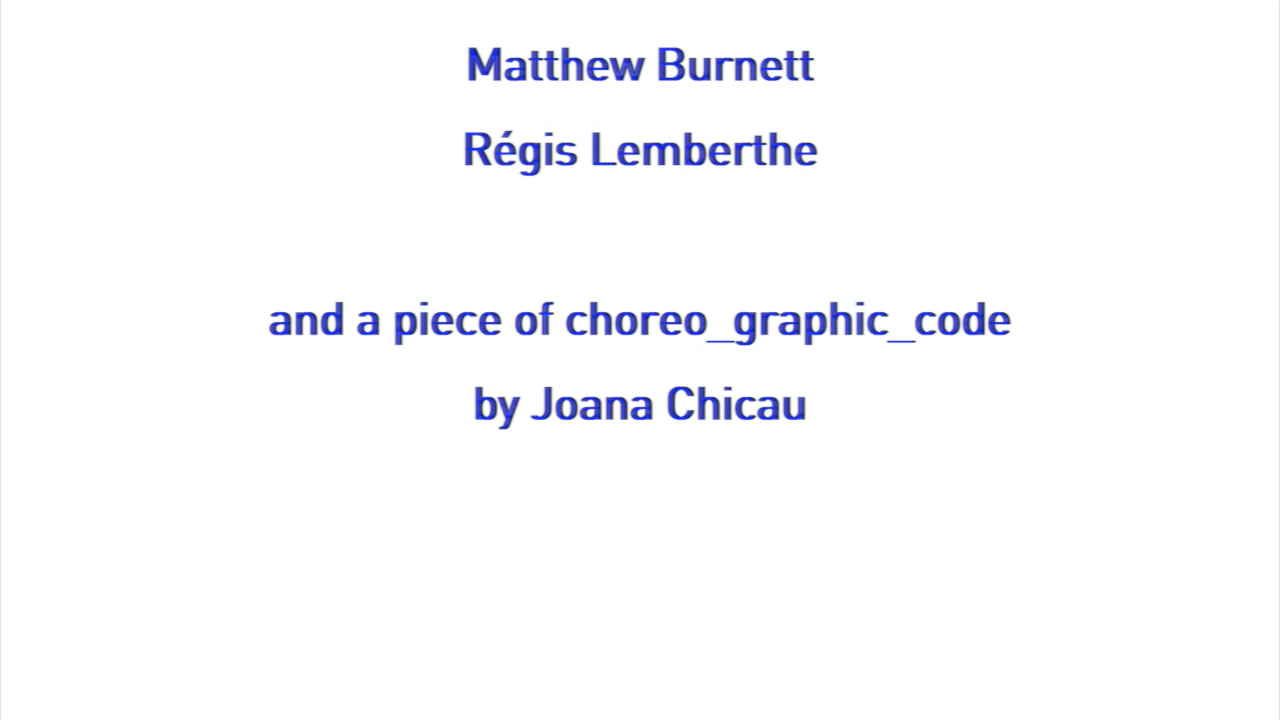 Matthew Burnett
Régis Lemberthe
and a piece of choreo_graphic_code
by Joana Chicau